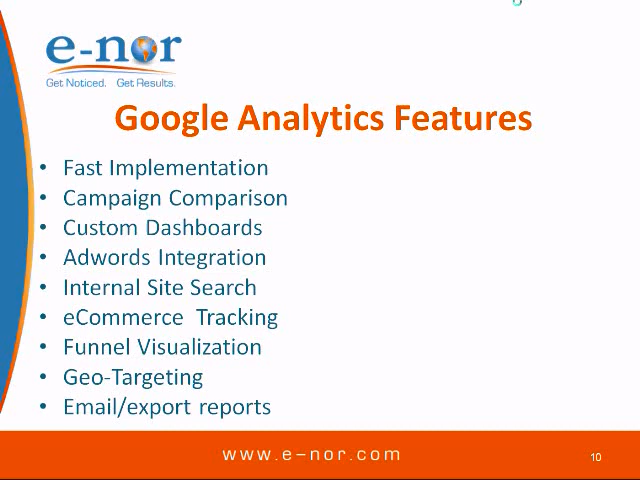 e-nor
Get Noticed. Get Results.
Google Analytics Features
• Fast Implementation
• Campaign Comparison
• Custom Dashboards
• Adwords Integration
• Internal Site Search
• eCommerce Tracking
• Funnel Visualization
• Geo-Targeting
• Email/export reports
www.e-nor.com
10